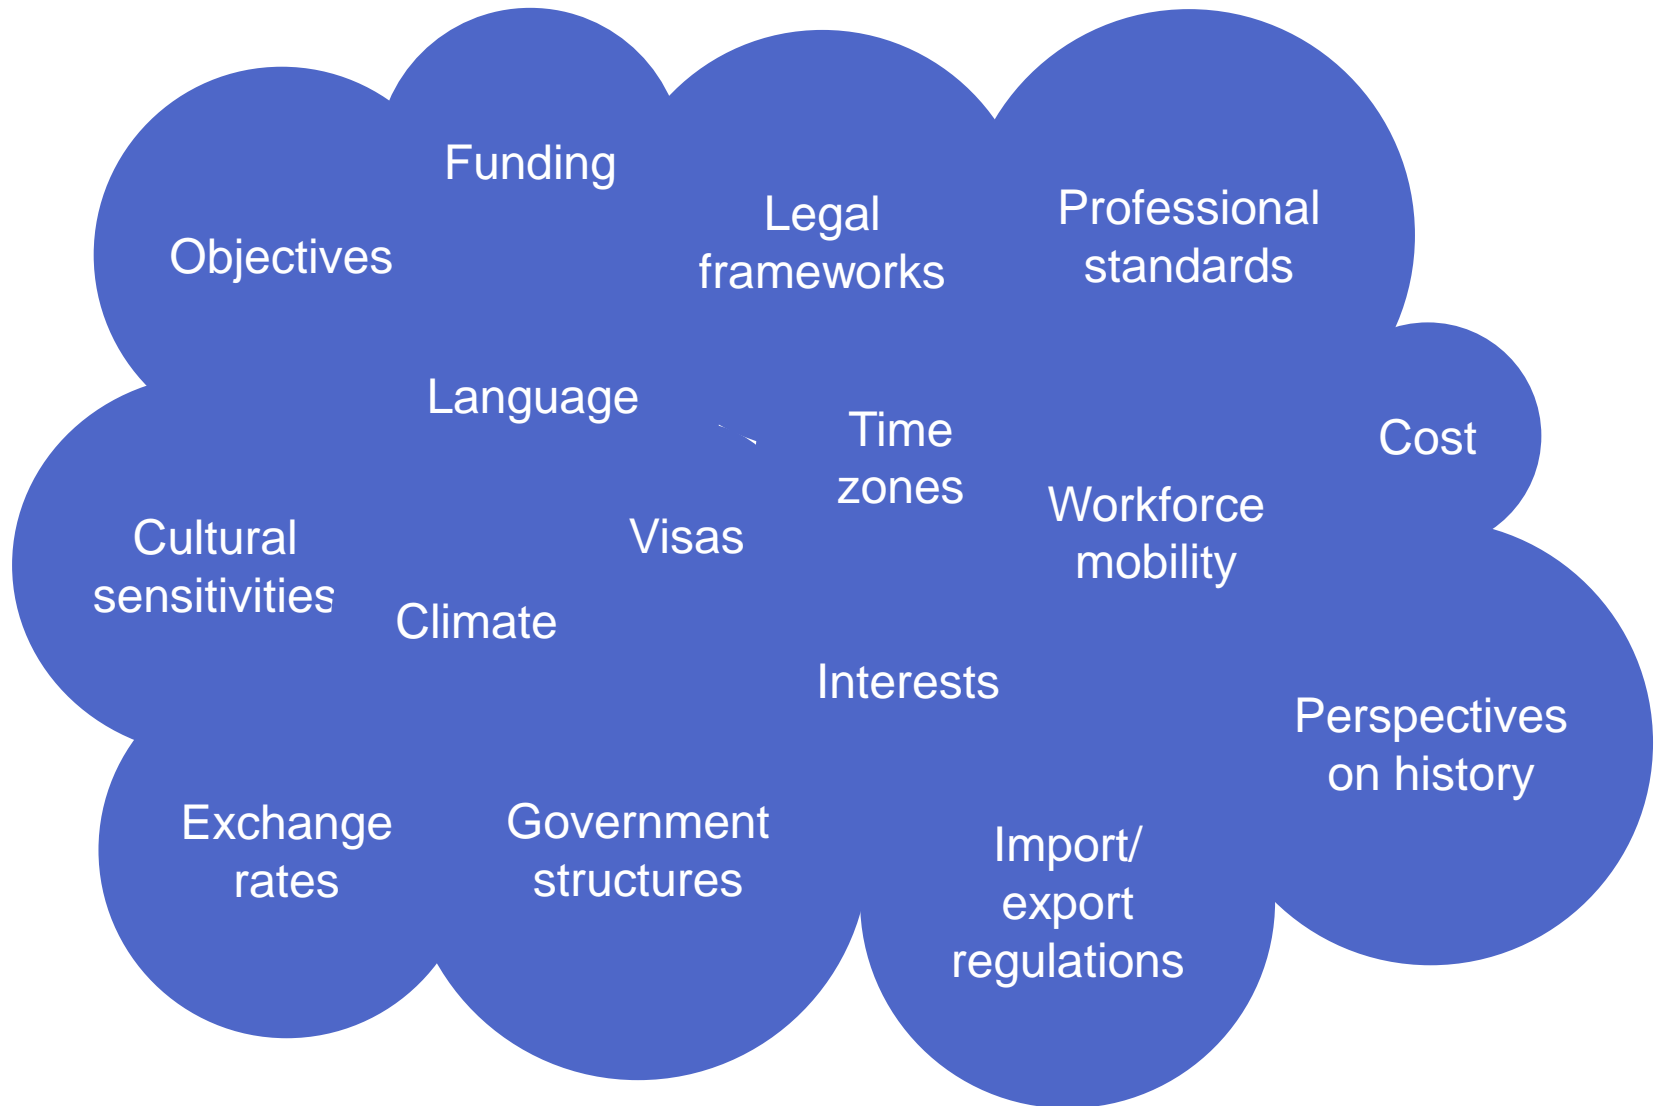 Funding
Objectives
Legal
frameworks
Professional
standards
Language
Time
zones
Cost
Cultural
sensitivities
Visas
Workforce
mobility
Climate
Interests
Perspectives
on history
Exchange
rates
Government
structures
Import/
export
regulations